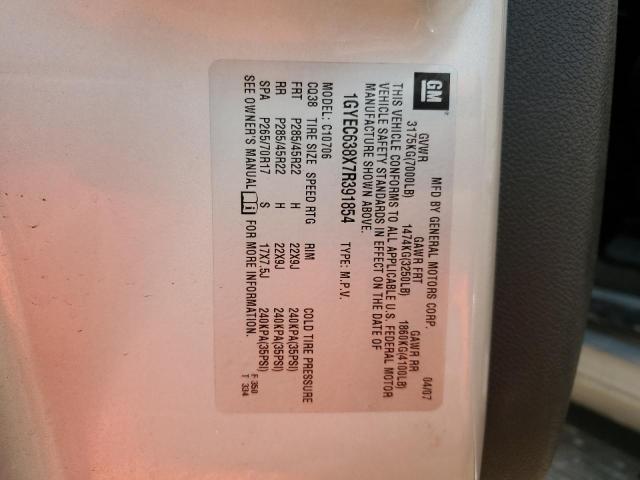 GM MFD BY GENERAL MOTORS CORP. 04/07
GVWR GAWR FRT GAWR RR
3175KG(7000LB) 1474KG(3250LB) 1860KG(4100LB)
THIS VEHICLE CONFORMS TO ALL APPLICABLE U.S. FEDERAL MOTOR
VEHICLE SAFETY STANDARDS IN EFFECT ON THE DATE OF
MANUFACTURE SHOWN ABOVE.
1GYEC638X7R391854 TYPE: M.P.V.
MODEL: C10706
CQ38 TIRE SIZE SPEED RTG RIM COLD TIRE PRESSURE
FRT P285/45R22 H 22X9J 240KPA(35PSI)
RR P285/45R22 H 22X9J 240KPA(35PSI)
SPA P265/70R17 S 17X7.5J 240KPA(35PSI)
SEE OWNER'S MANUAL FOR MORE INFORMATION.
F 350
T 334